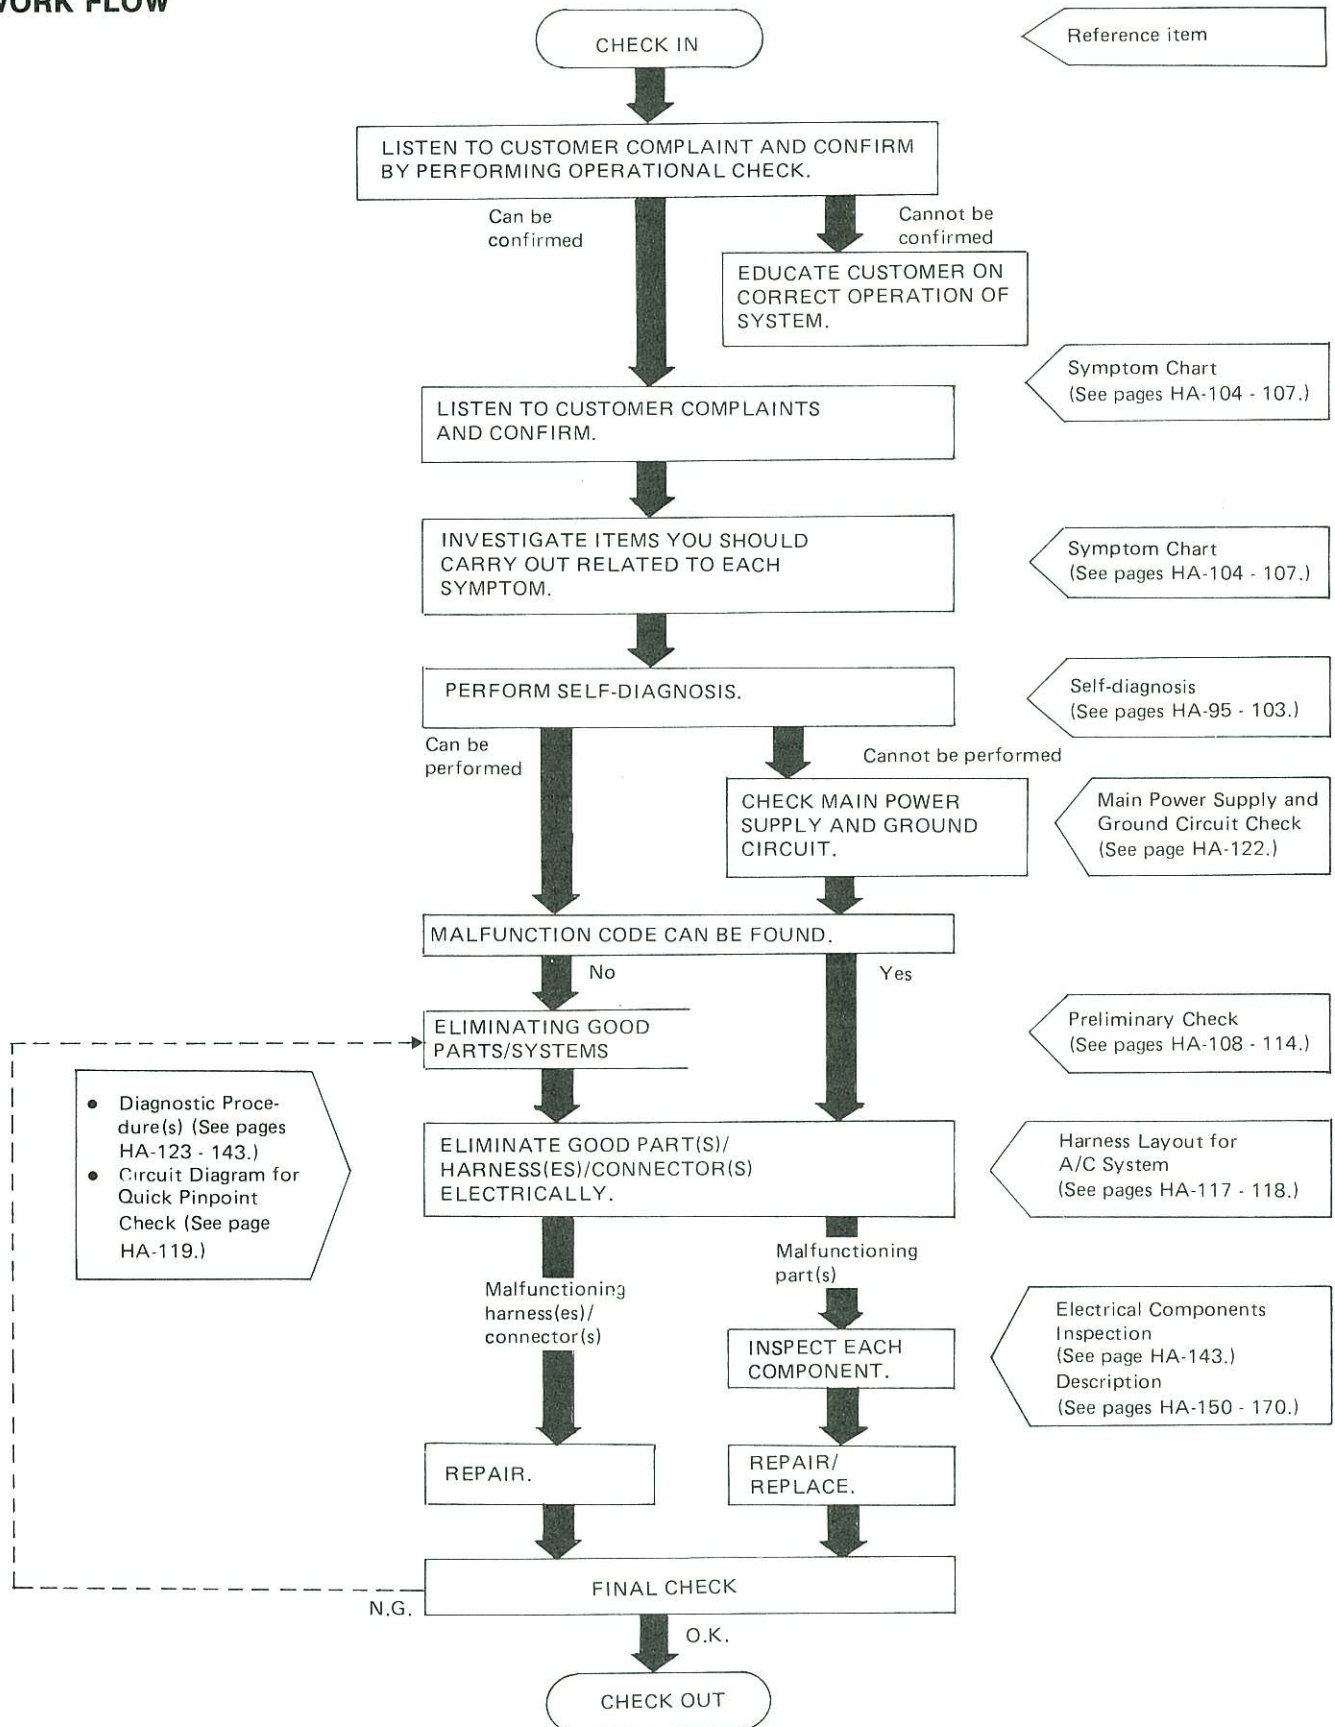 WORK FLOW
CHECK IN
Reference item
LISTEN TO CUSTOMER COMPLAINT AND CONFIRM
BY PERFORMING OPERATIONAL CHECK.
Can be
confirmed
Cannot be
confirmed
EDUCATE CUSTOMER ON
CORRECT OPERATION OF
SYSTEM.
Symptom Chart
(See pages HA-104 - 107.)
LISTEN TO CUSTOMER COMPLAINTS
AND CONFIRM.
INVESTIGATE ITEMS YOU SHOULD
CARRY OUT RELATED TO EACH
SYMPTOM.
Symptom Chart
(See pages HA-104 - 107.)
PERFORM SELF-DIAGNOSIS.
Self-diagnosis
(See pages HA-95 - 103.)
Can be
performed
Cannot be performed
CHECK MAIN POWER
SUPPLY AND GROUND
CIRCUIT.
Main Power Supply and
Ground Circuit Check
(See page HA-122.)
MALFUNCTION CODE CAN BE FOUND.
No
Yes
ELIMINATING GOOD
PARTS/SYSTEMS
Preliminary Check
(See pages HA-108 - 114.)
• Diagnostic Proce-
dure(s) (See pages
HA-123 - 143.)
• Circuit Diagram for
Quick Pinpoint
Check (See page
HA-119.)
ELIMINATE GOOD PART(S)/
HARNESS(ES)/CONNECTOR(S)
ELECTRICALLY.
Harness Layout for
A/C System
(See pages HA-117 - 118.)
Malfunctioning
harness(es)/
connector(s)
Malfunctioning
part(s)
INSPECT EACH
COMPONENT.
Electrical Components
Inspection
(See page HA-143.)
Description
(See pages HA-150 - 170.)
REPAIR.
REPAIR/
REPLACE.
FINAL CHECK
N.G.
O.K.
CHECK OUT